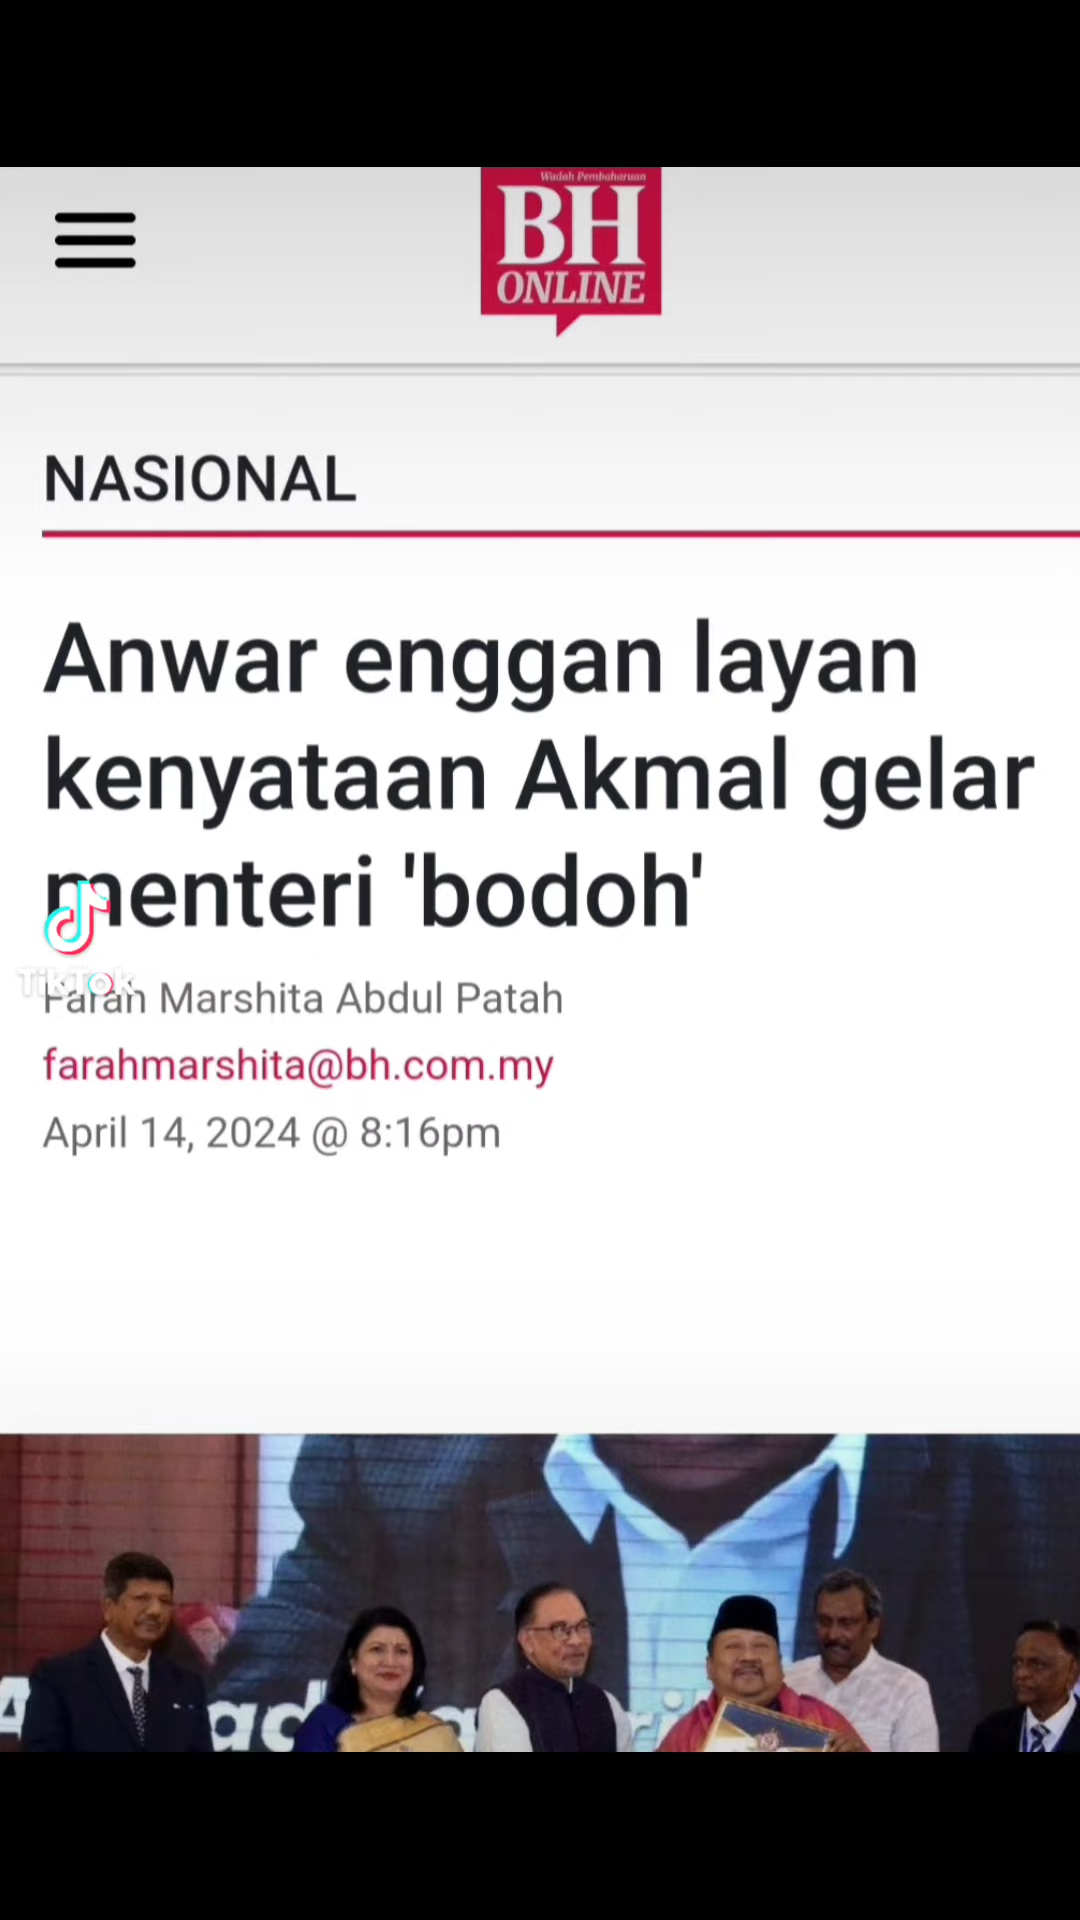 Wadah Pembaharuan
BH
ONLINE
NASIONAL
Anwar enggan layan
kenyataan Akmal gelar
menteri 'bodoh'
TikTok
Farah Marshita Abdul Patah
farahmarshita@bh.com.my
April 14, 2024 @ 8:16pm